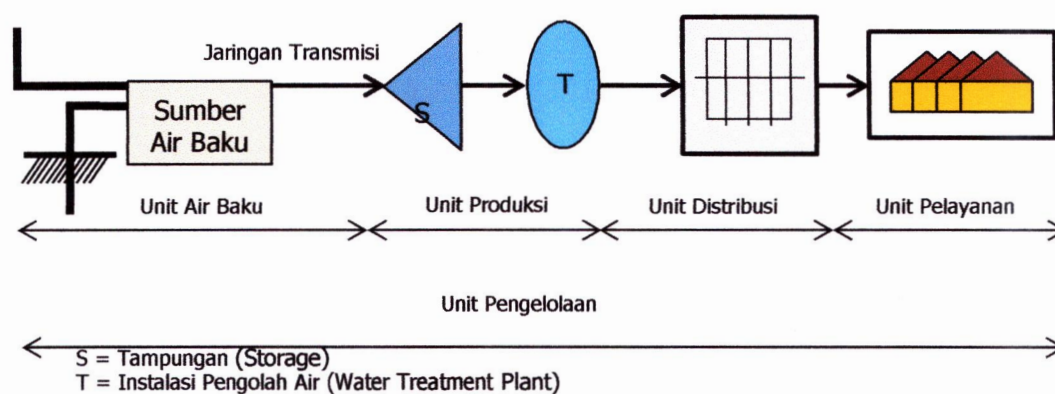 Jaringan Transmisi
Sumber
Air Baku
S
T
Unit Air Baku
Unit Produksi
Unit Distribusi
Unit Pelayanan
Unit Pengelolaan
S = Tampungan (Storage)
T = Instalasi Pengolah Air (Water Treatment Plant)